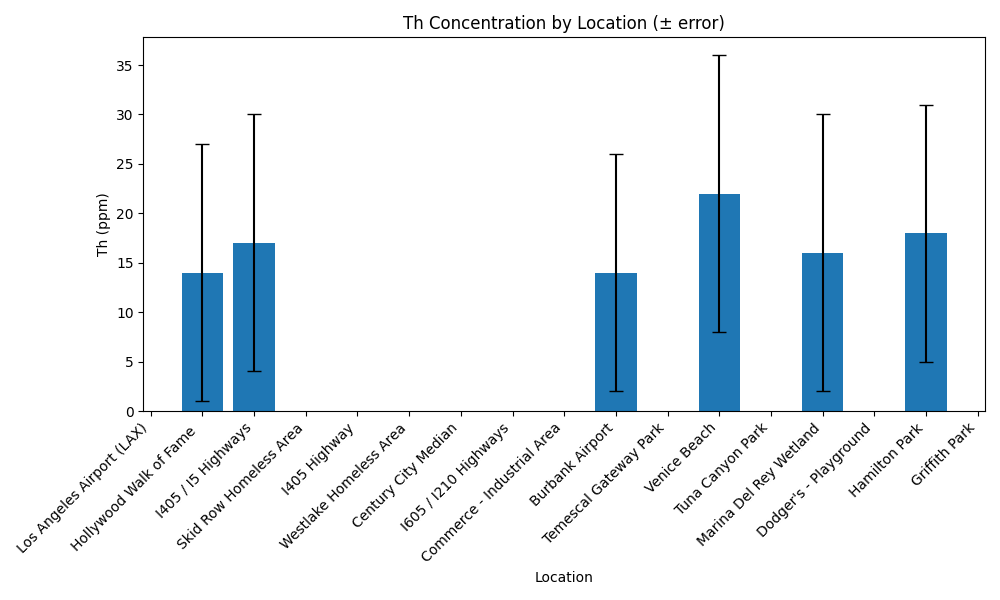 Th Concentration by Location (± error)
Th (ppm)
35
30
25
20
15
10
5
0
Los Angeles Airport (LAX)
Hollywood Walk of Fame
I405 / I5 Highways
Skid Row Homeless Area
I405 Highway
Westlake Homeless Area
Century City Median
I605 / I210 Highways
Commerce - Industrial Area
Burbank Airport
Temescal Gateway Park
Venice Beach
Tuna Canyon Park
Marina Del Rey Wetland
Dodger's - Playground
Hamilton Park
Griffith Park
Location